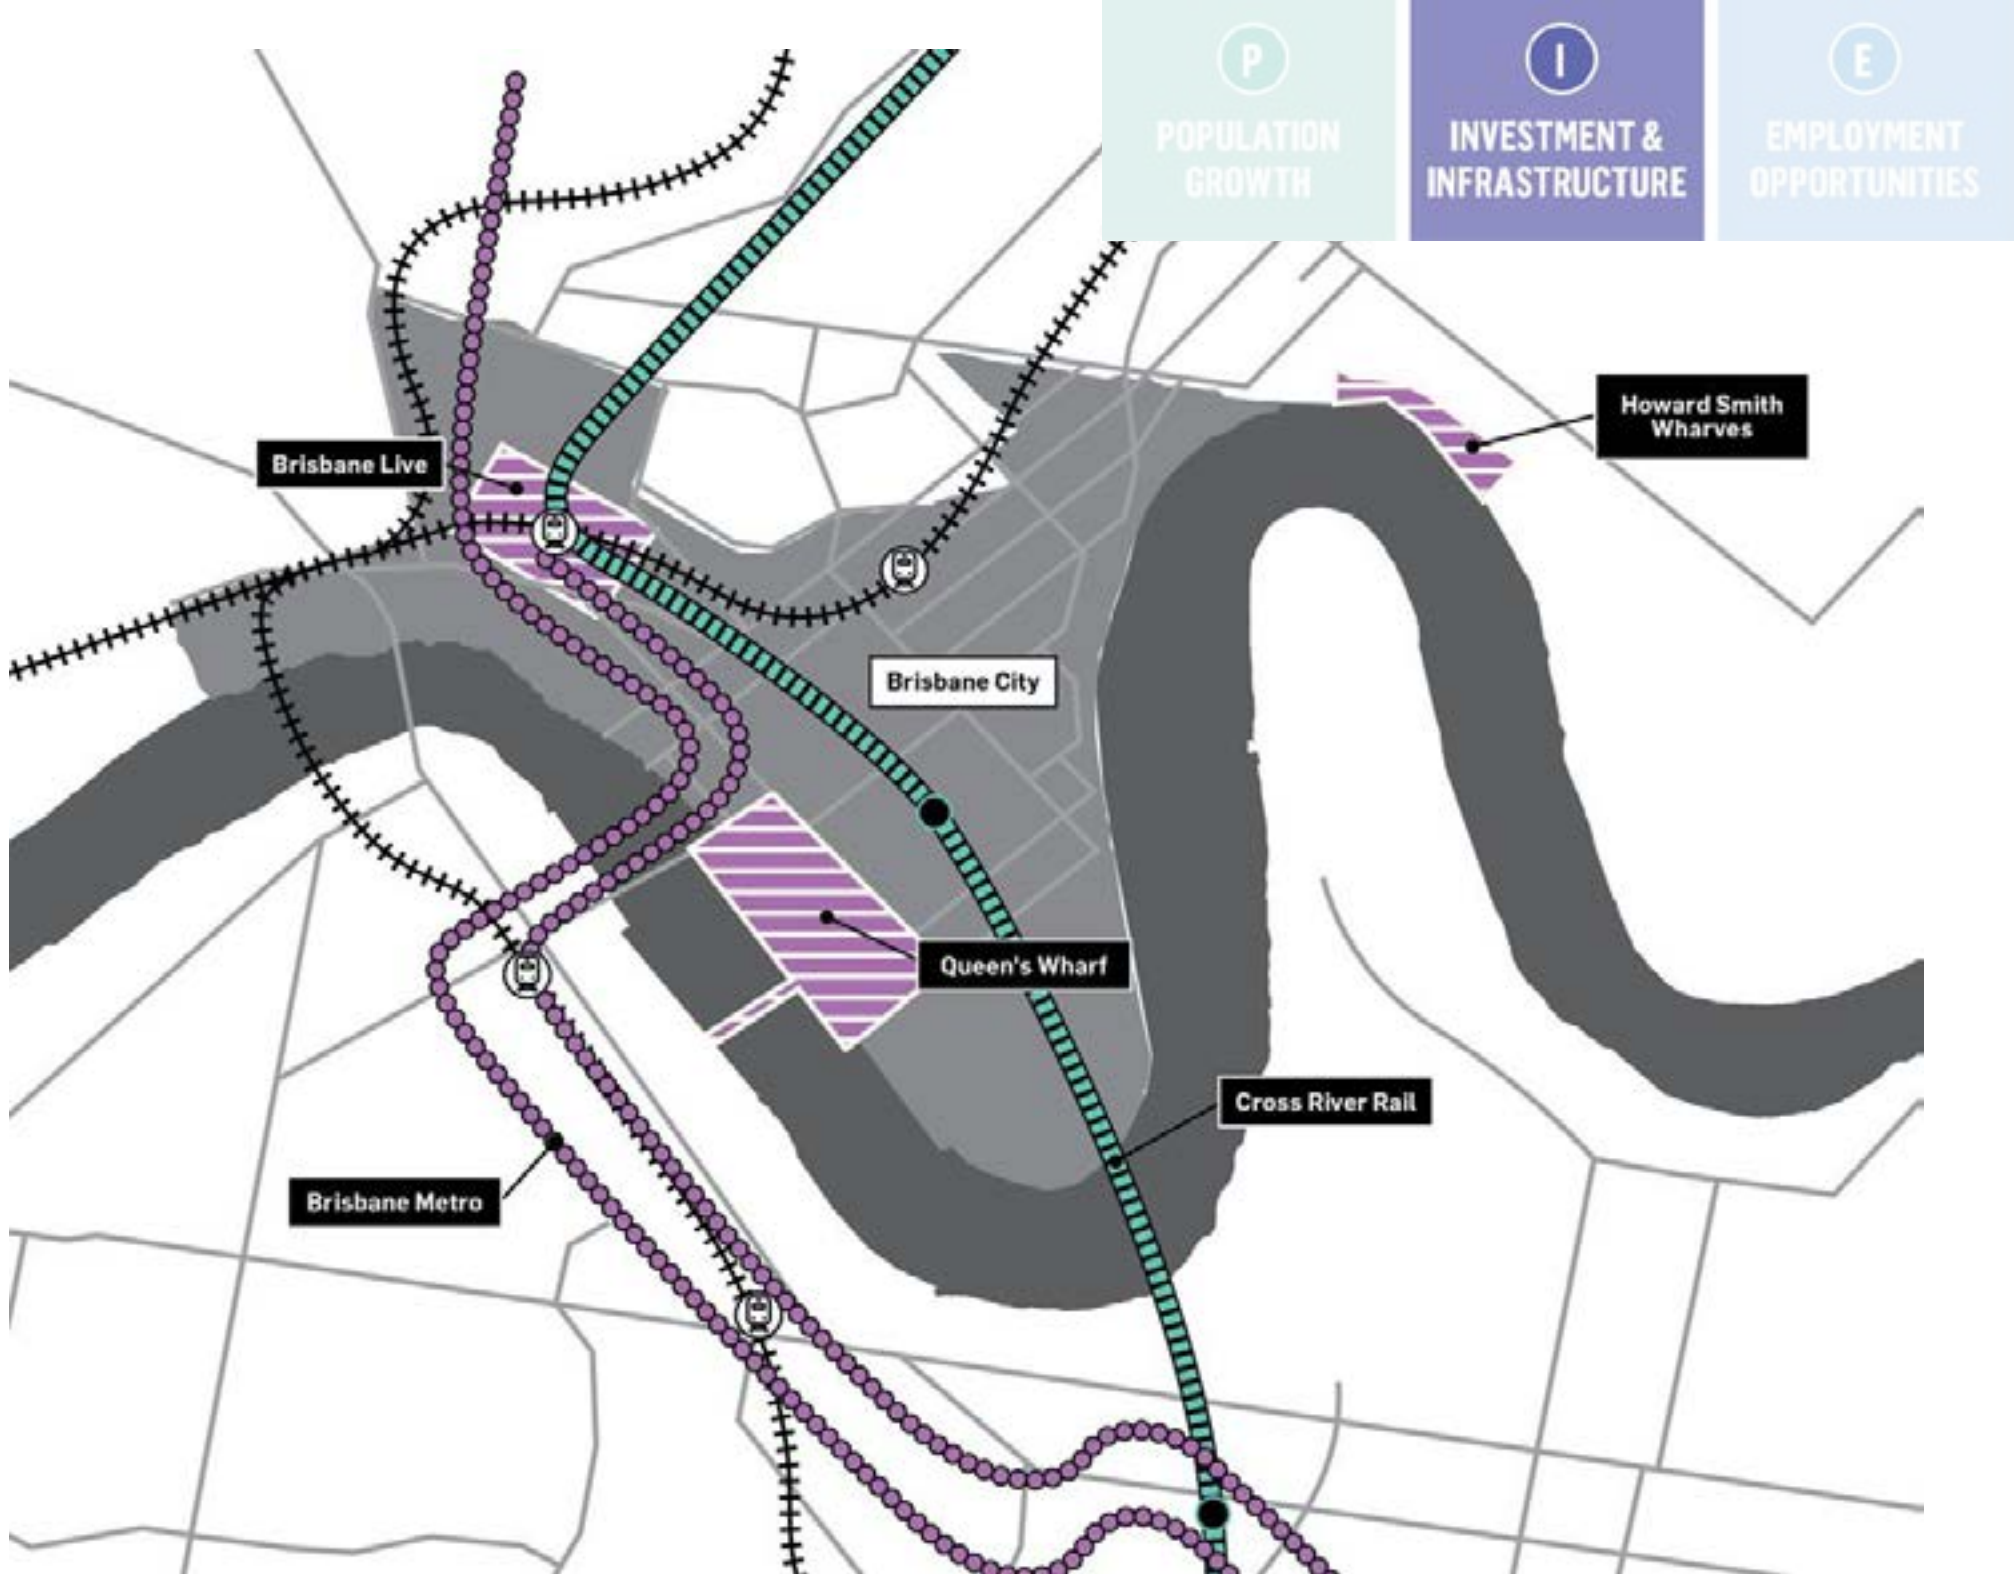 P
POPULATION
GROWTH
I
INVESTMENT &
INFRASTRUCTURE
E
EMPLOYMENT
OPPORTUNITIES
Howard Smith
Wharves
Brisbane Live
Brisbane City
Queen's Wharf
Cross River Rail
Brisbane Metro